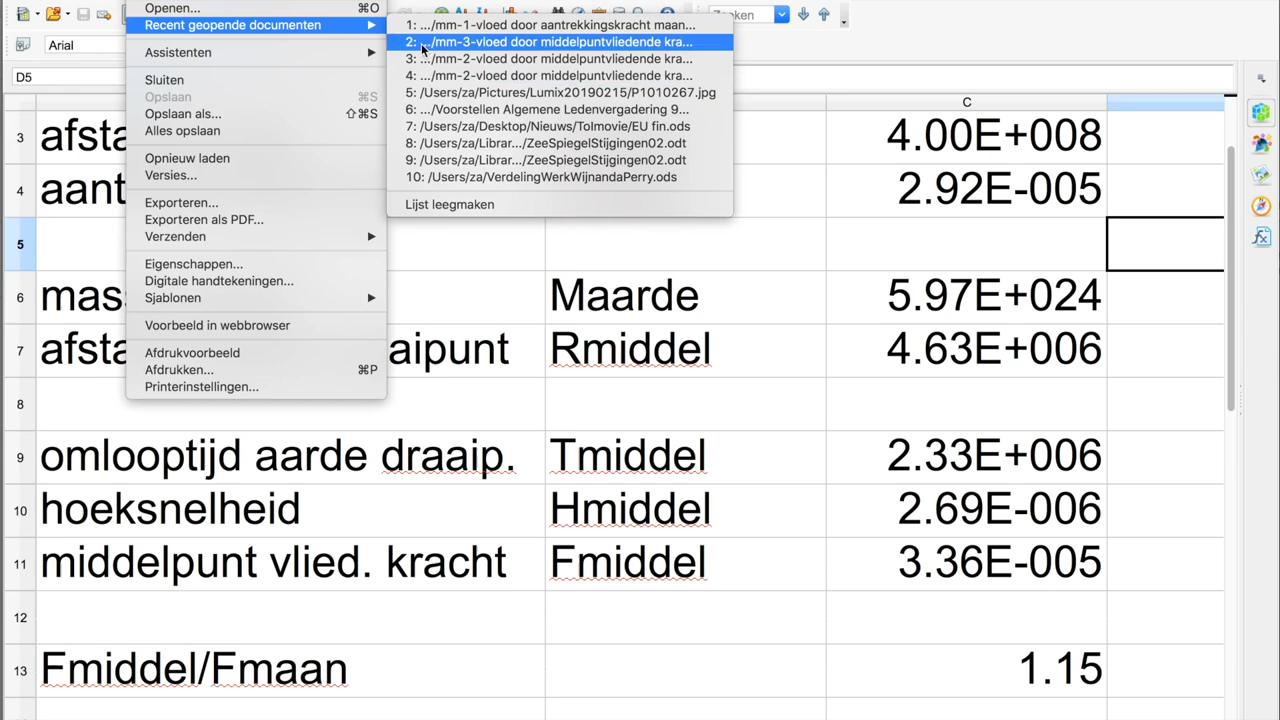 Openen... ⌘O
Zoeken
Recent geopende documenten
1: .../mm-1-vloed door aantrekkingskracht maan...
2: .../mm-3-vloed door middelpuntvliedende kra...
3: .../mm-2-vloed door middelpuntvliedende kra...
4: .../mm-2-vloed door middelpuntvliedende kra...
5: /Users/za/Pictures/Lumix20190215/P1010267.jpg
6: .../Voorstellen Algemene Ledenvergadering 9...
7: /Users/za/Desktop/Nieuws/Tolmovie/EU fin.ods
8: /Users/za/Librar.../ZeeSpiegelStijgingen02.odt
9: /Users/za/Librar.../ZeeSpiegelStijgingen02.odt
10: /Users/za/VerdelingWerkWijnandaPerry.ods
Lijst leegmaken
Arial
D5
Assistenten
Sluiten
Opslaan ⌘S
Opslaan als... ⇧⌘S
Alles opslaan
Opnieuw laden
Versies...
Exporteren...
Exporteren als PDF...
Verzenden
Eigenschappen...
Digitale handtekeningen...
Sjablonen
Voorbeeld in webbrowser
Afdrukvoorbeeld
Afdrukken... ⌘P
Printerinstellingen...
C
3 afsta 4.00E+008
4 aant 2.92E-005
5
6 mass Maarde 5.97E+024
7 afsta aaipunt Rmiddel 4.63E+006
8
9 omlooptijd aarde draaip. Tmiddel 2.33E+006
10 hoeksnelheid Hmiddel 2.69E-006
11 middelpunt vlied. kracht Fmiddel 3.36E-005
12
13 Fmiddel/Fmaan 1.15